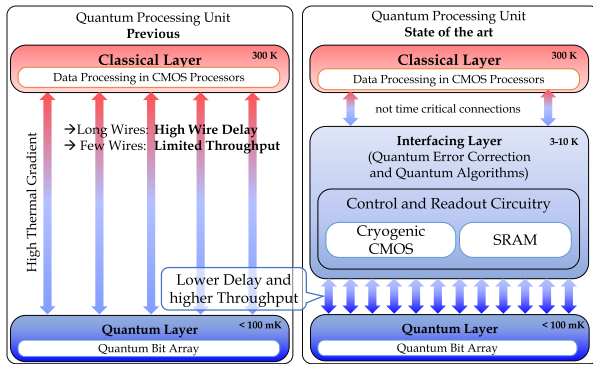 Quantum Processing Unit
Previous
Classical Layer
300 K
Data Processing in CMOS Processors
High Thermal Gradient
→Long Wires: High Wire Delay
→ Few Wires: Limited Throughput
Quantum Layer
< 100 mK
Quantum Bit Array
Quantum Processing Unit
State of the art
Classical Layer
300 K
Data Processing in CMOS Processors
not time critical connections
Interfacing Layer
3-10 K
(Quantum Error Correction
and Quantum Algorithms)
Control and Readout Circuitry
Cryogenic
CMOS
SRAM
Lower Delay and
higher Throughput
Quantum Layer
< 100 mK
Quantum Bit Array